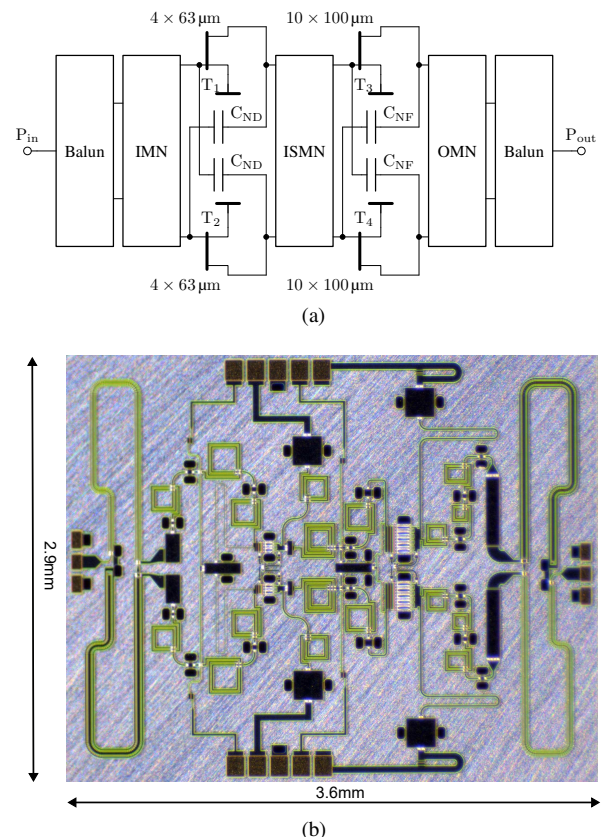 4 × 63 µm
10 × 100 µm
T1
T3
CND
CNF
Pin
Balun
IMN
CND
ISMN
CNF
OMN
Balun
Pout
T2
T4
4 × 63 µm
10 × 100 µm
(a)
2.9mm
3.6mm
(b)